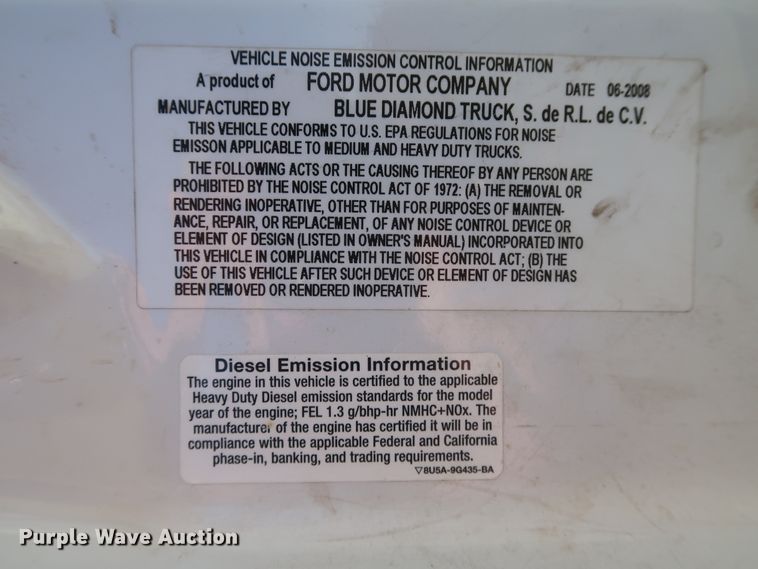 VEHICLE NOISE EMISSION CONTROL INFORMATION
A product of FORD MOTOR COMPANY DATE 06-2008
MANUFACTURED BY BLUE DIAMOND TRUCK, S. de R.L. de C.V.
THIS VEHICLE CONFORMS TO U.S. EPA REGULATIONS FOR NOISE
EMISSON APPLICABLE TO MEDIUM AND HEAVY DUTY TRUCKS.
THE FOLLOWING ACTS OR THE CAUSING THEREOF BY ANY PERSON ARE
PROHIBITED BY THE NOISE CONTROL ACT OF 1972: (A) THE REMOVAL OR
RENDERING INOPERATIVE, OTHER THAN FOR PURPOSES OF MAINTEN-
ANCE, REPAIR, OR REPLACEMENT, OF ANY NOISE CONTROL DEVICE OR
ELEMENT OF DESIGN (LISTED IN OWNER'S MANUAL) INCORPORATED INTO
THIS VEHICLE IN COMPLIANCE WITH THE NOISE CONTROL ACT; (B) THE
USE OF THIS VEHICLE AFTER SUCH DEVICE OR ELEMENT OF DESIGN HAS
BEEN REMOVED OR RENDERED INOPERATIVE.
Diesel Emission Information
The engine in this vehicle is certified to the applicable
Heavy Duty Diesel emission standards for the model
year of the engine; FEL 1.3 g/bhp-hr NMHC+NOx. The
manufacturer of the engine has certified it will be in
compliance with the applicable Federal and California
phase-in, banking, and trading requirements.
▽8U5A-9G435-BA
Purple Wave Auction